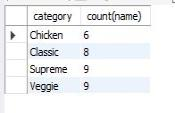 category count(name)
Chicken 6
Classic 8
Supreme 9
Veggie 9